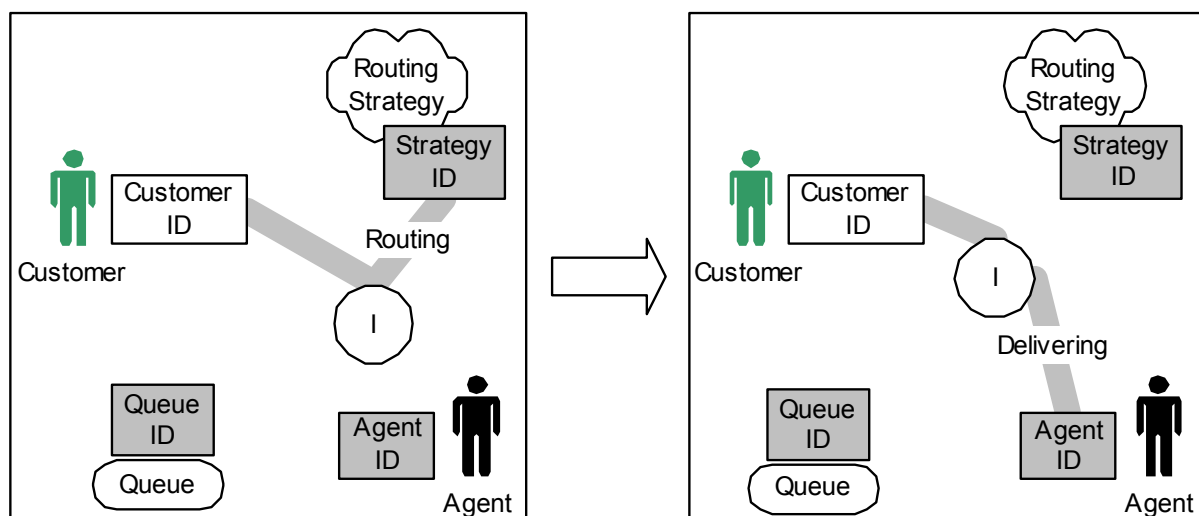 Routing
Strategy
Strategy
ID
Customer
ID
Routing
Customer
I
Queue
ID
Agent
ID
Queue
Agent
Routing
Strategy
Strategy
ID
Customer
ID
Customer
I
Delivering
Queue
ID
Agent
ID
Queue
Agent